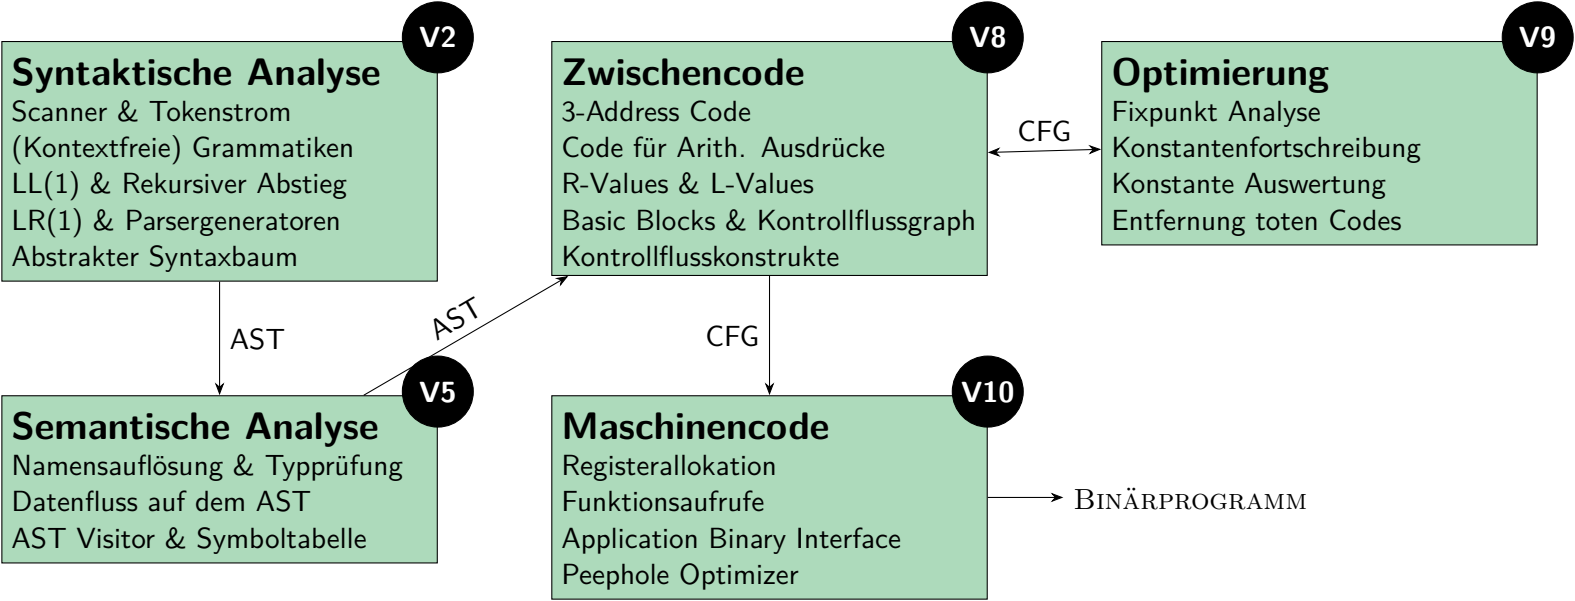 V2
Syntaktische Analyse
Scanner & Tokenstrom
(Kontextfreie) Grammatiken
LL(1) & Rekursiver Abstieg
LR(1) & Parsergeneratoren
Abstrakter Syntaxbaum
AST
V5
Semantische Analyse
Namensauflösung & Typprüfung
Datenfluss auf dem AST
AST Visitor & Symboltabelle
AST
V8
Zwischencode
3-Address Code
Code für Arith. Ausdrücke
R-Values & L-Values
Basic Blocks & Kontrollflussgraph
Kontrollflusskonstrukte
CFG
V9
Optimierung
Fixpunkt Analyse
Konstantenfortschreibung
Konstante Auswertung
Entfernung toten Codes
CFG
V10
Maschinencode
Registerallokation
Funktionsaufrufe
Application Binary Interface
Peephole Optimizer
Binärprogramm